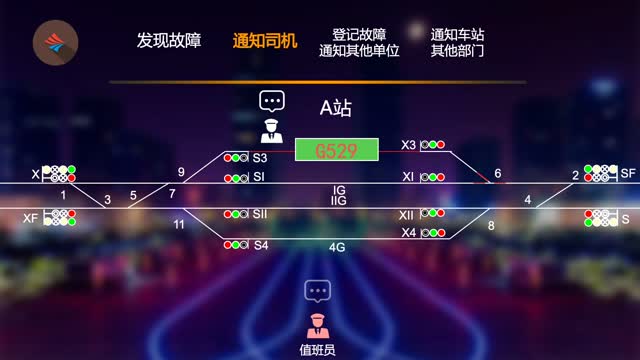 发现故障
通知司机
登记故障
通知其他单位
通知车站
其他部门
A站
G529
S3
X3
9
6
X
SI
XI
2
SF
1
3
5
7
IG
IIG
4
XF
SII
XII
S
11
8
S4
4G
X4
值班员